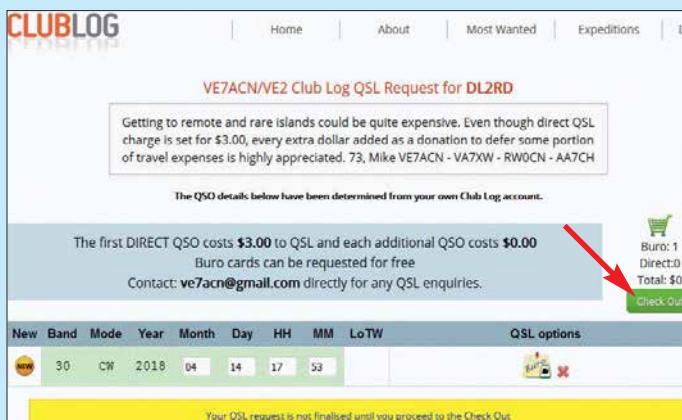 CLUBLOG
Home About Most Wanted Expeditions
VE7ACN/VE2 Club Log QSL Request for DL2RD
Getting to remote and rare islands could be quite expensive. Even though direct QSL
charge is set for $3.00, every extra dollar added as a donation to defer some portion
of travel expenses is highly appreciated. 73, Mike VE7ACN - VA7XW - RW0CN - AA7CH
The QSO details below have been determined from your own Club Log account.
The first DIRECT QSO costs $3.00 to QSL and each additional QSO costs $0.00
Buro cards can be requested for free
Contact: ve7acn@gmail.com directly for any QSL enquiries.
Buro: 1
Direct:0
Total: $0
Check Out
New Band Mode Year Month Day HH MM LoTW QSL options
NEW 30 CW 2018 04 14 17 53 Buro
Your QSL request is not finalised until you proceed to the Check Out